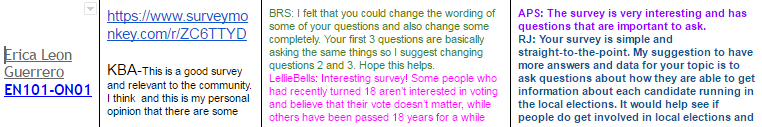 Erica Leon
Guerrero
EN101-ON01
https://www.surveymo
nkey.com/r/ZC6TTYD
KBA-This is a good survey
and relevant to the community.
I think  and this is my personal
opinion that there are some
BRS: I felt that you could change the wording of
some of your questions and also change some
completely. Your first 3 questions are basically
asking the same things so I suggest changing
questions 2 and 3. Hope this helps.
LellieBells: Interesting survey! Some people who
had recently turned 18 aren't interested in voting
and believe that their vote doesn't matter, while
others have been passed 18 years for a while
APS: The survey is very interesting and has
questions that are important to ask.
RJ: Your survey is simple and
straight-to-the-point. My suggestion to have
more answers and data for your topic is to
ask questions about how they are able to get
information about each candidate running in
the local elections. It would help see if
people do get involved in local elections and